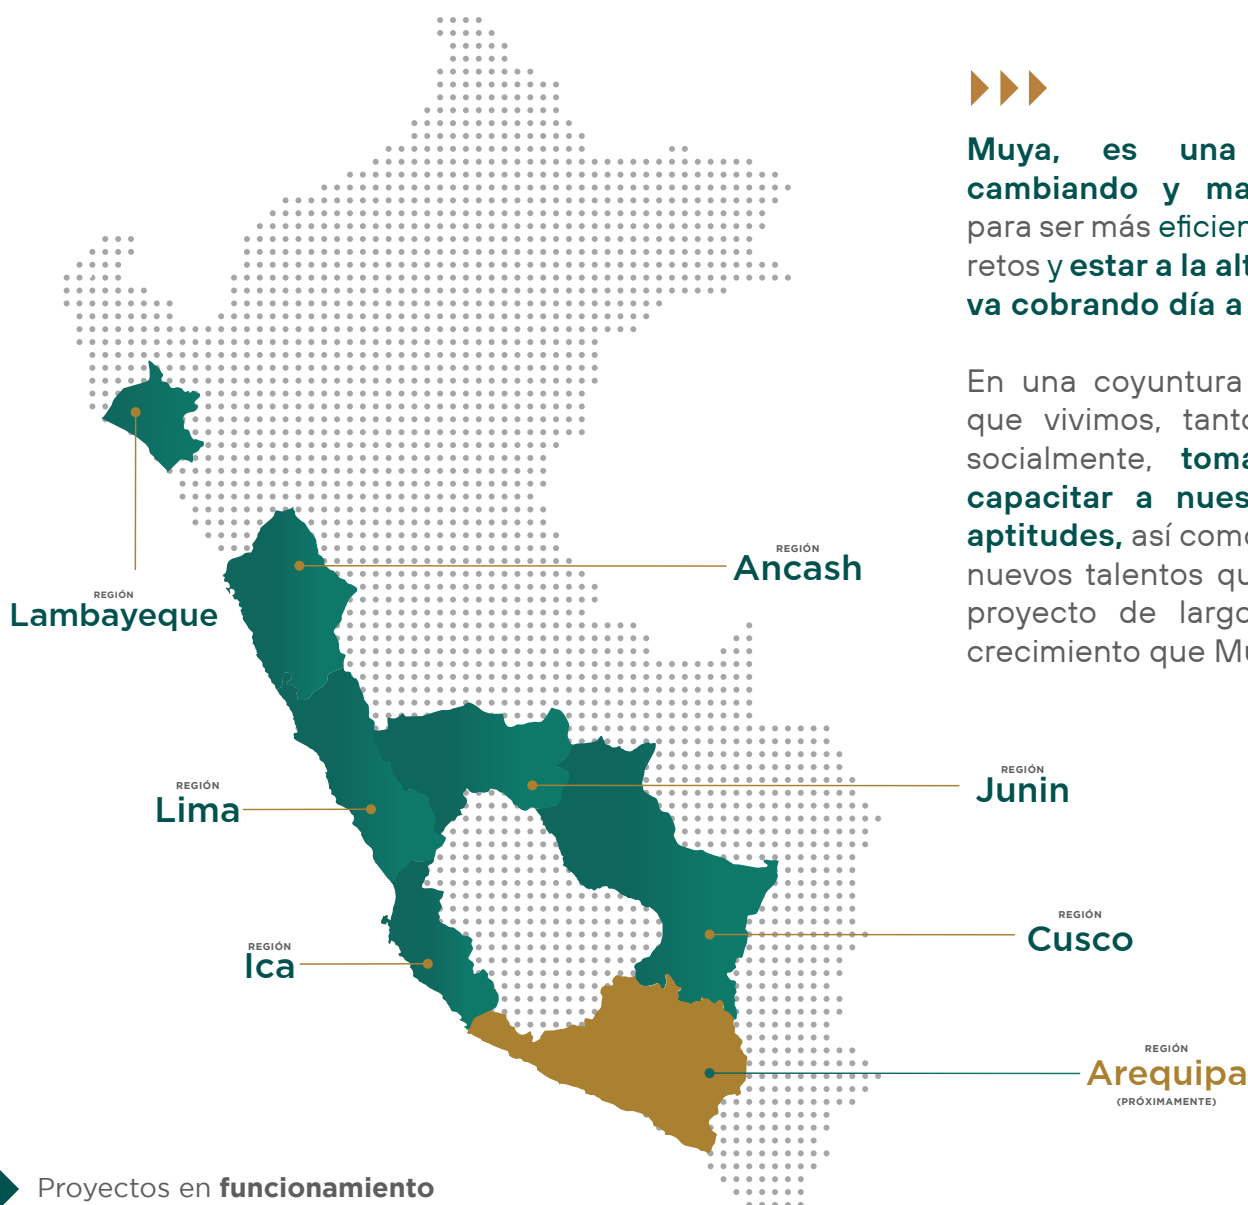 Muya, es una
cambiando y ma
para ser más eficien
retos y estar a la alt
va cobrando día a
En una coyuntura
que vivimos, tanto
socialmente, toma
capacitar a nues
aptitudes, así como
nuevos talentos qu
proyecto de largo
crecimiento que Mu
REGIÓN
Lambayeque
REGIÓN
Ancash
REGIÓN
Lima
REGIÓN
Junin
REGIÓN
Ica
REGIÓN
Cusco
REGIÓN
Arequipa
(PRÓXIMAMENTE)
Proyectos en funcionamiento